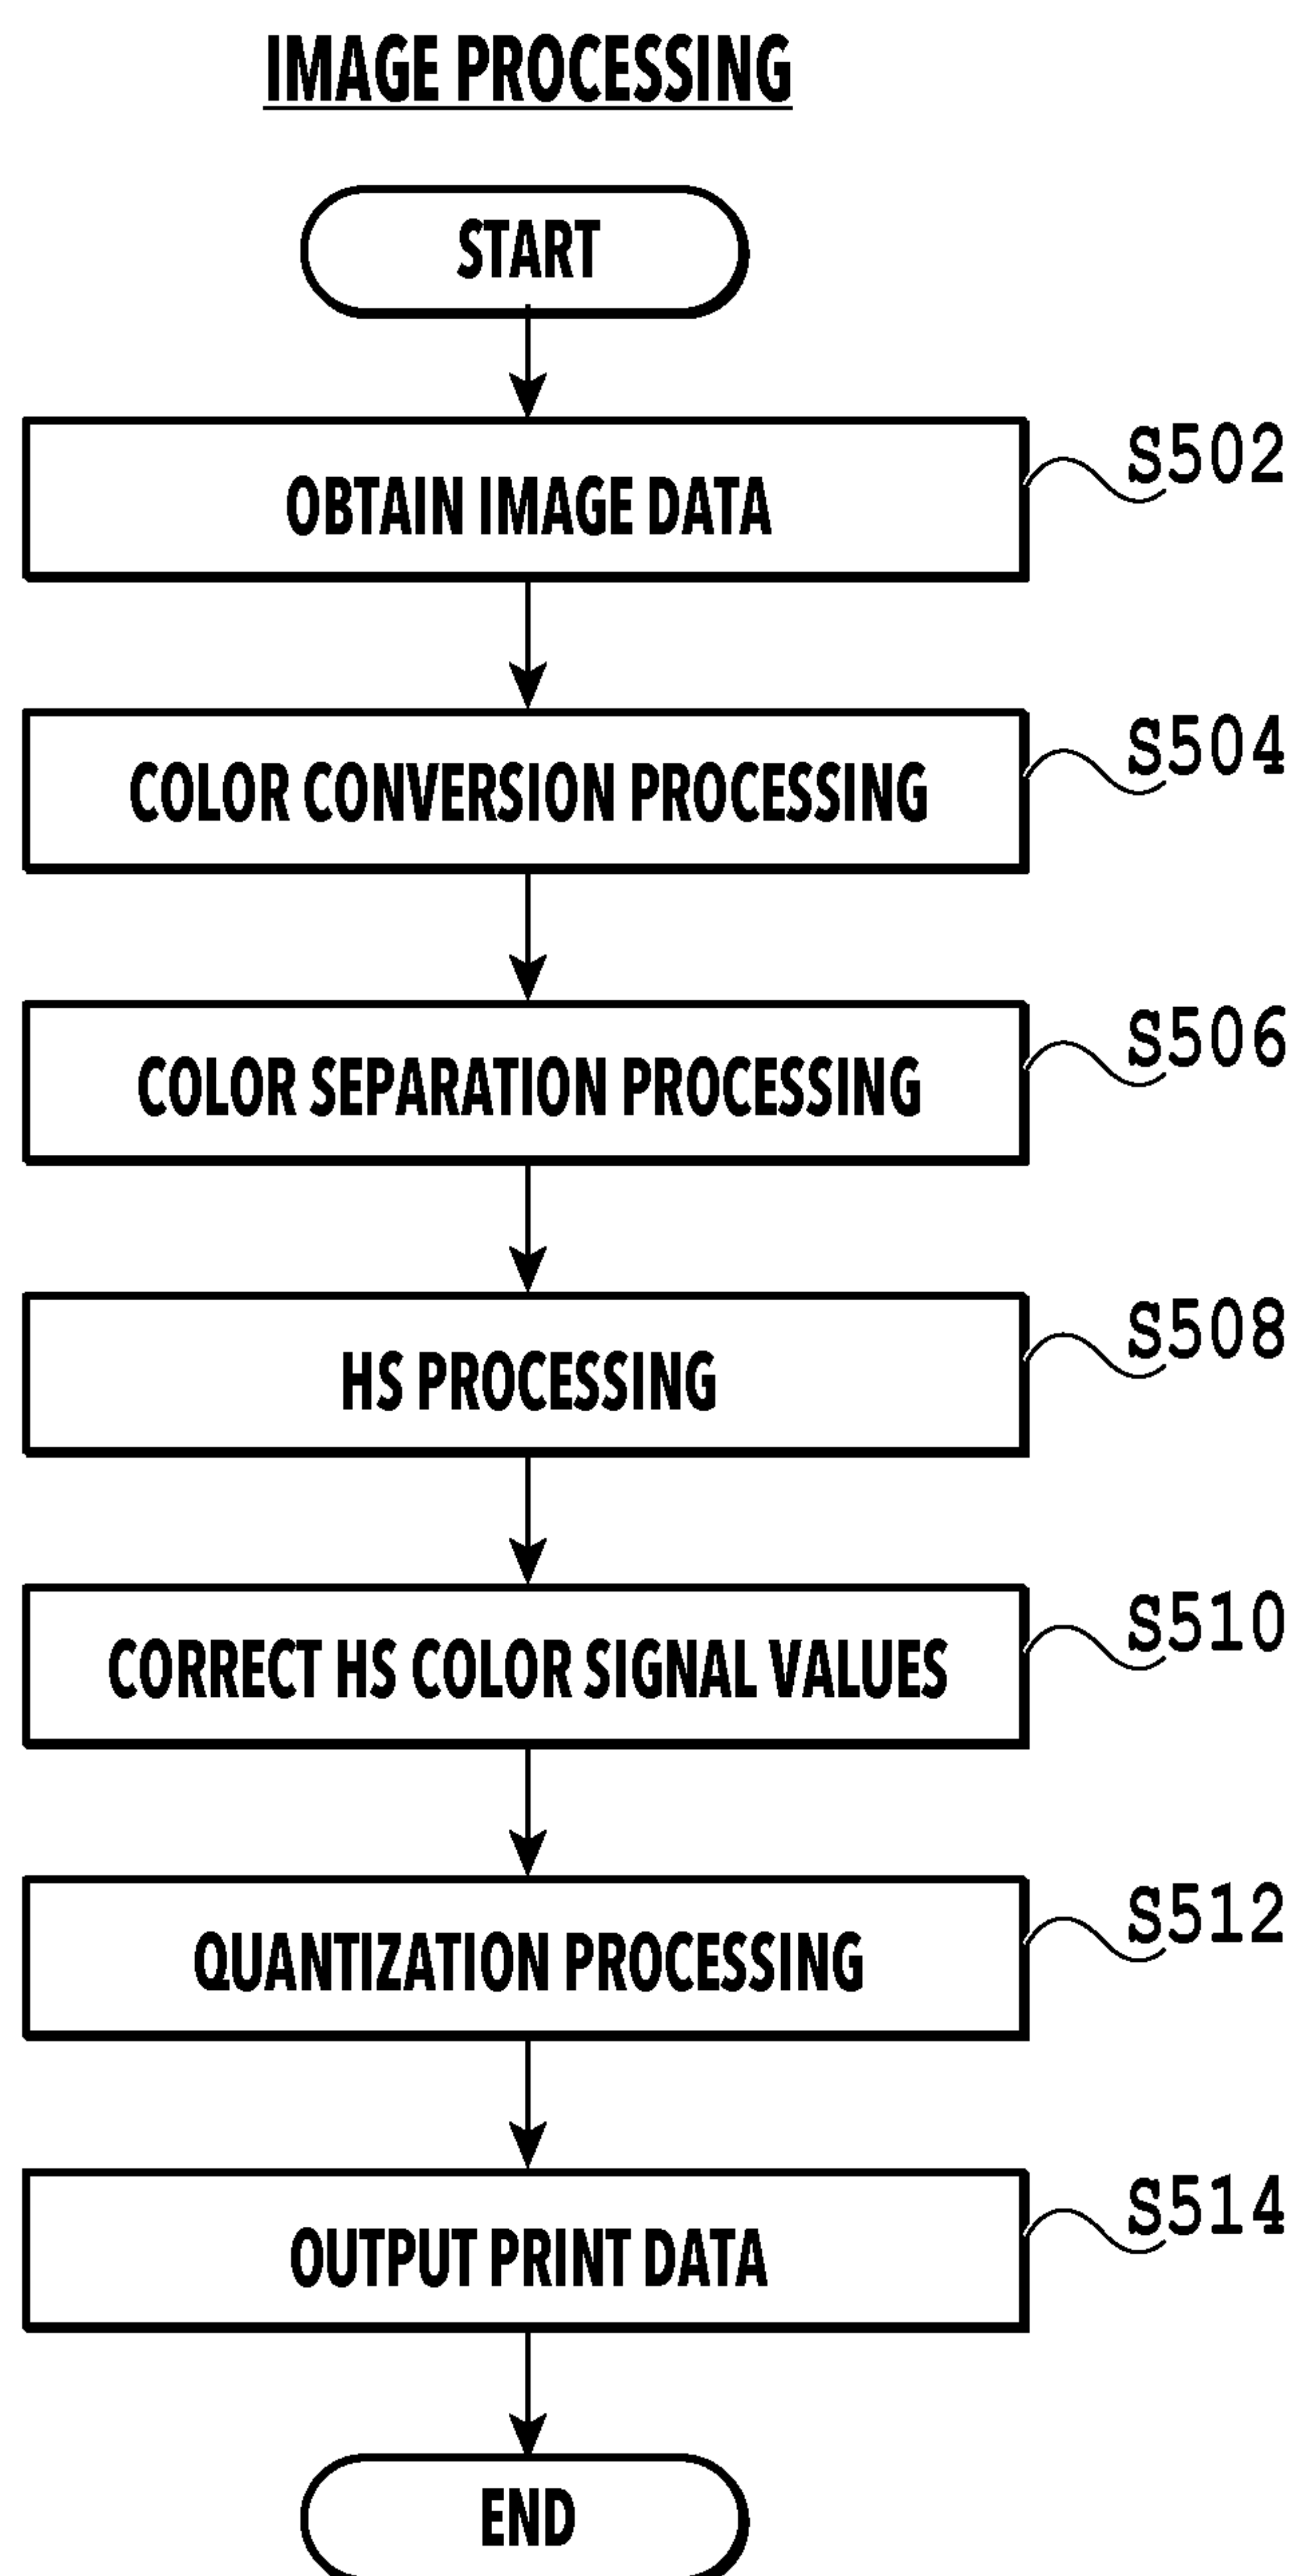 IMAGE PROCESSING
START
OBTAIN IMAGE DATA
S502
COLOR CONVERSION PROCESSING
S504
COLOR SEPARATION PROCESSING
S506
HS PROCESSING
S508
CORRECT HS COLOR SIGNAL VALUES
S510
QUANTIZATION PROCESSING
S512
OUTPUT PRINT DATA
S514
END